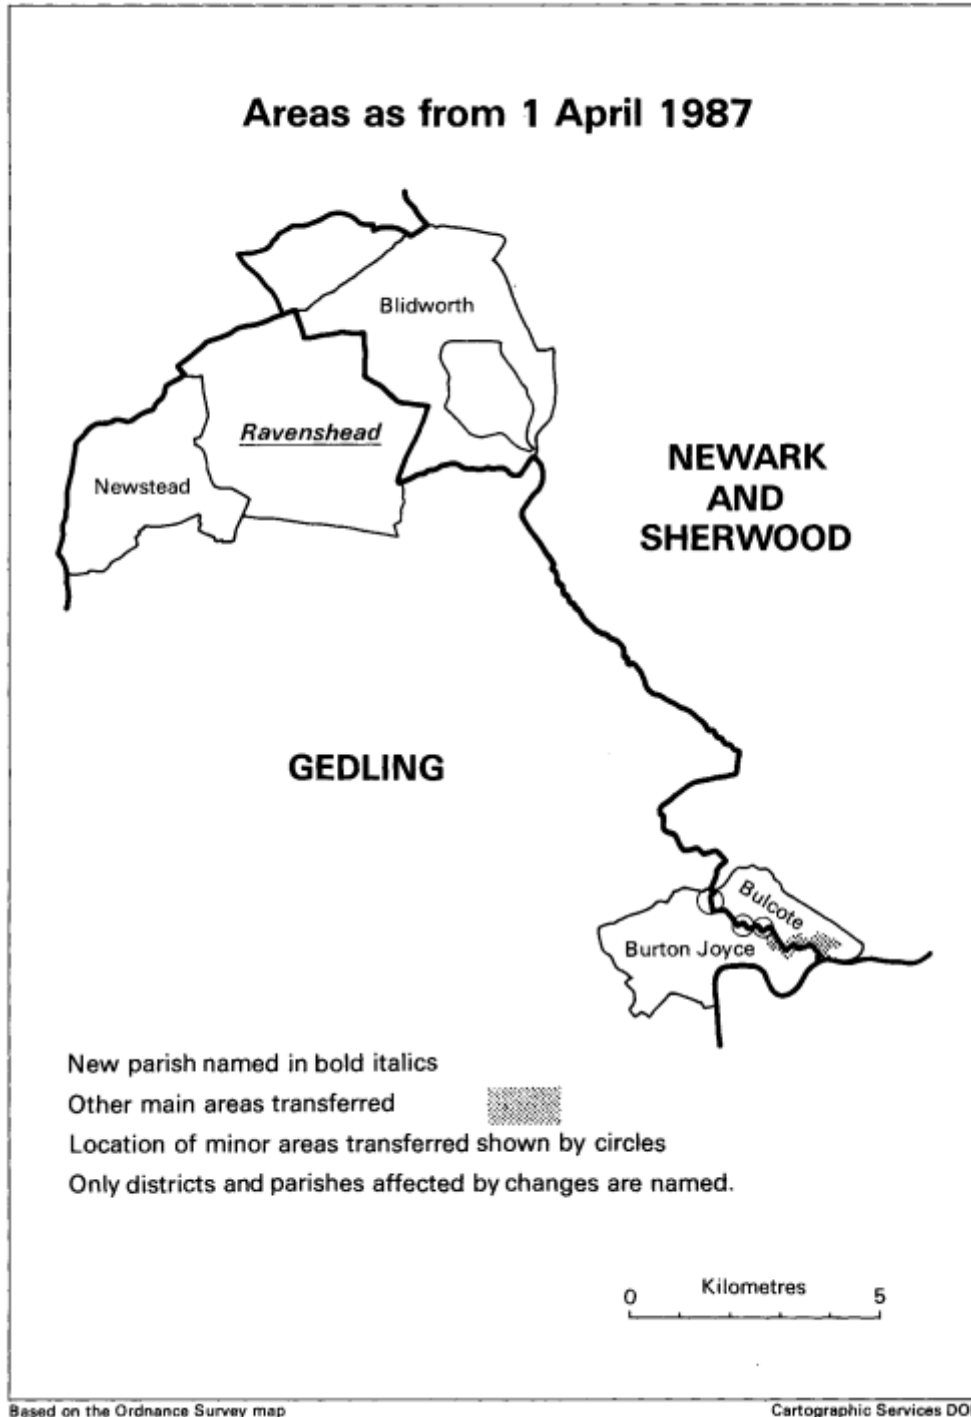 Areas as from 1 April 1987
Blidworth
Ravenshead
Newstead
NEWARK
AND
SHERWOOD
GEDLING
Bulcote
Burton Joyce
New parish named in bold italics
Other main areas transferred
Location of minor areas transferred shown by circles
Only districts and parishes affected by changes are named.
Kilometres
0 5
Based on the Ordnance Survey map
Cartographic Services